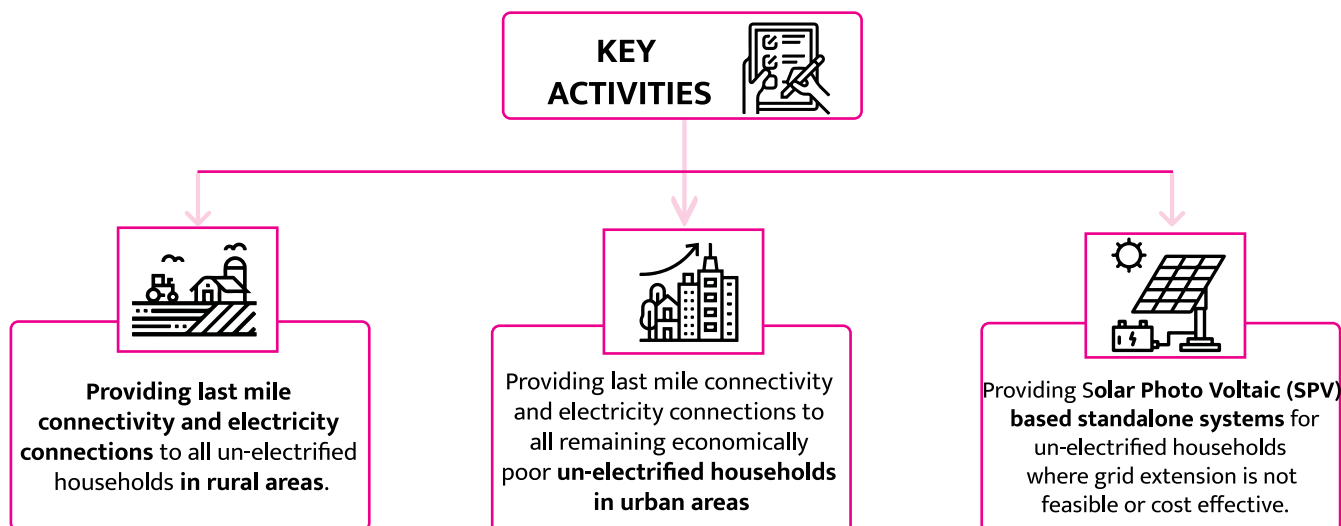 KEY
ACTIVITIES
Providing last mile
connectivity and electricity
connections to all un-electrified
households in rural areas.
Providing last mile connectivity
and electricity connections to
all remaining economically
poor un-electrified households
in urban areas
Providing Solar Photo Voltaic (SPV)
based standalone systems for
un-electrified households
where grid extension is not
feasible or cost effective.